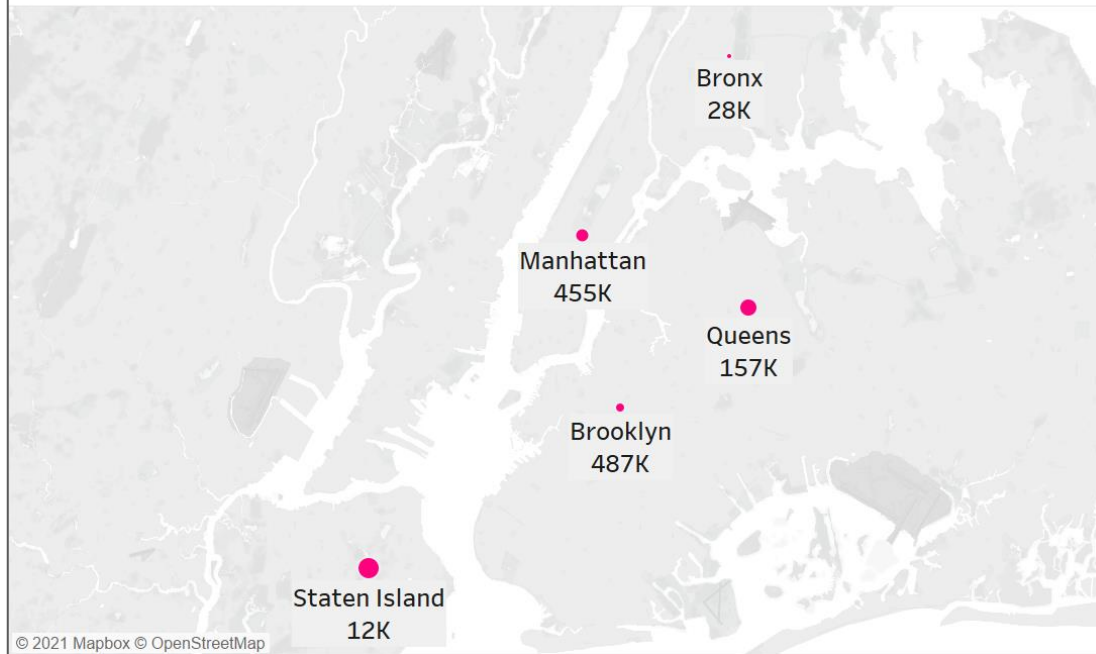 Bronx
28K
Manhattan
455K
Queens
157K
Brooklyn
487K
Staten Island
12K
© 2021 Mapbox © OpenStreetMap